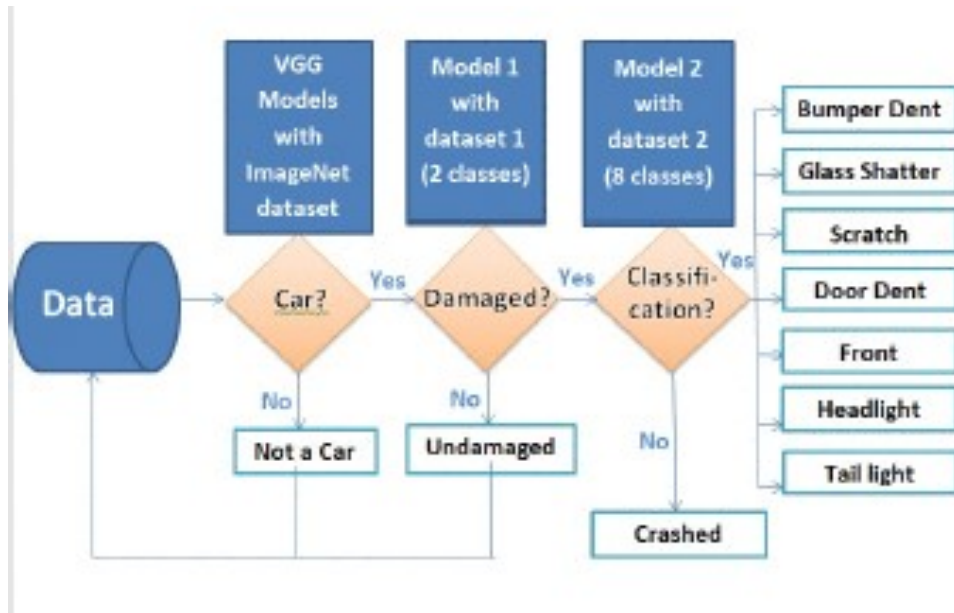 VGG
Models
with
ImageNet
dataset
Model 1
with
dataset 1
(2 classes)
Model 2
with
dataset 2
(8 classes)
Data
Car?
Yes
Damaged?
Yes
Classifi-
cation?
Yes
No
Not a Car
No
Undamaged
No
Crashed
Bumper Dent
Glass Shatter
Scratch
Door Dent
Front
Headlight
Tail light